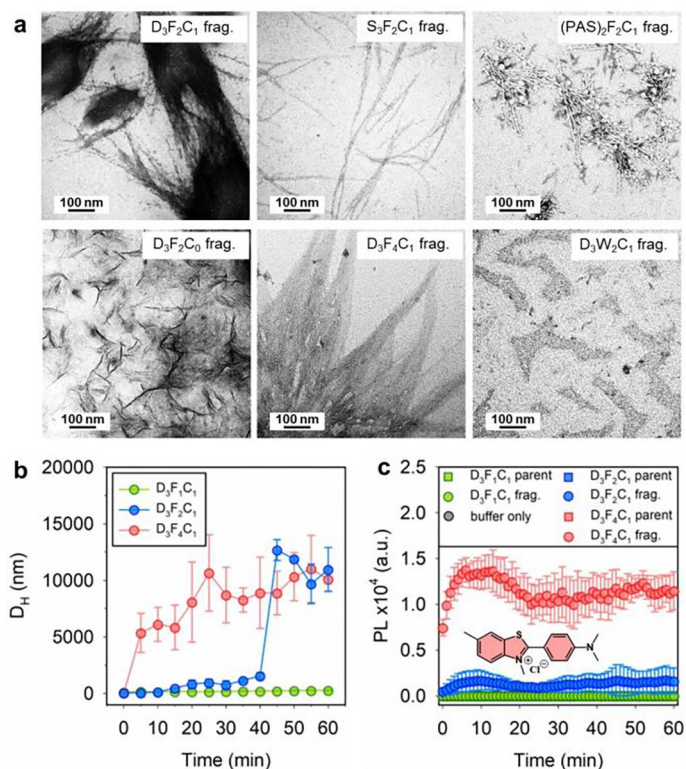 a
D₃F₂C₁ frag.
S₃F₂C₁ frag.
(PAS)₂F₂C₁ frag.
100 nm
100 nm
100 nm
D₃F₂C₀ frag.
D₃F₄C₁ frag.
D₃W₂C₁ frag.
100 nm
100 nm
100 nm
b
20000
15000
10000
5000
0
D_H (nm)
D₃F₁C₁
D₃F₂C₁
D₃F₄C₁
0 10 20 30 40 50 60
Time (min)
c
2.5
2.0
1.5
1.0
0.5
0.0
PL x10⁴ (a.u.)
D₃F₁C₁ parent
D₃F₁C₁ frag.
buffer only
D₃F₂C₁ parent
D₃F₂C₁ frag.
D₃F₄C₁ parent
D₃F₄C₁ frag.
S
N
+
Cl⊖
N
0 10 20 30 40 50 60
Time (min)